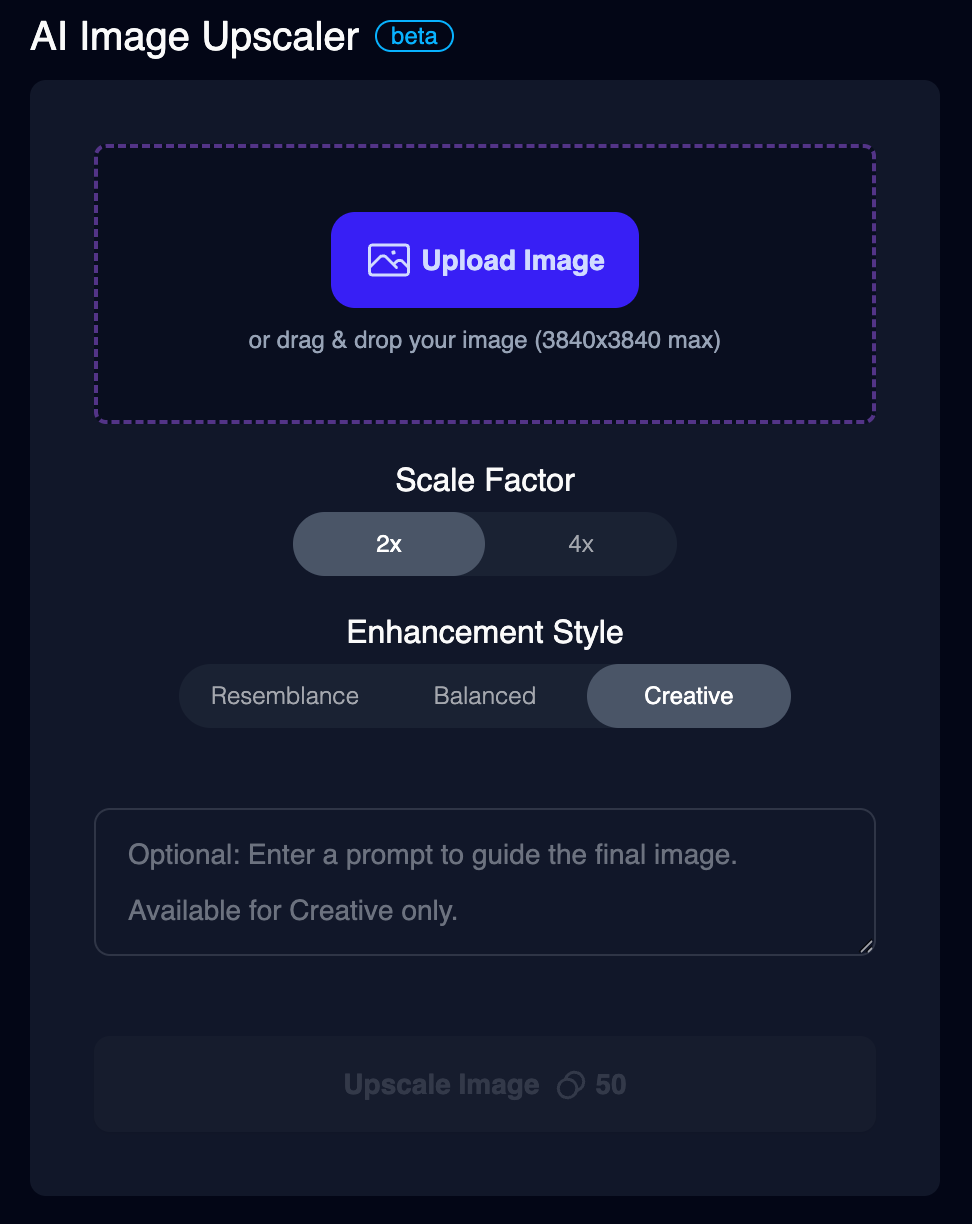 AI Image Upscaler beta
Upload Image
or drag & drop your image (3840x3840 max)
Scale Factor
2x 4x
Enhancement Style
Resemblance Balanced Creative
Optional: Enter a prompt to guide the final image.
Available for Creative only.
Upscale Image 50